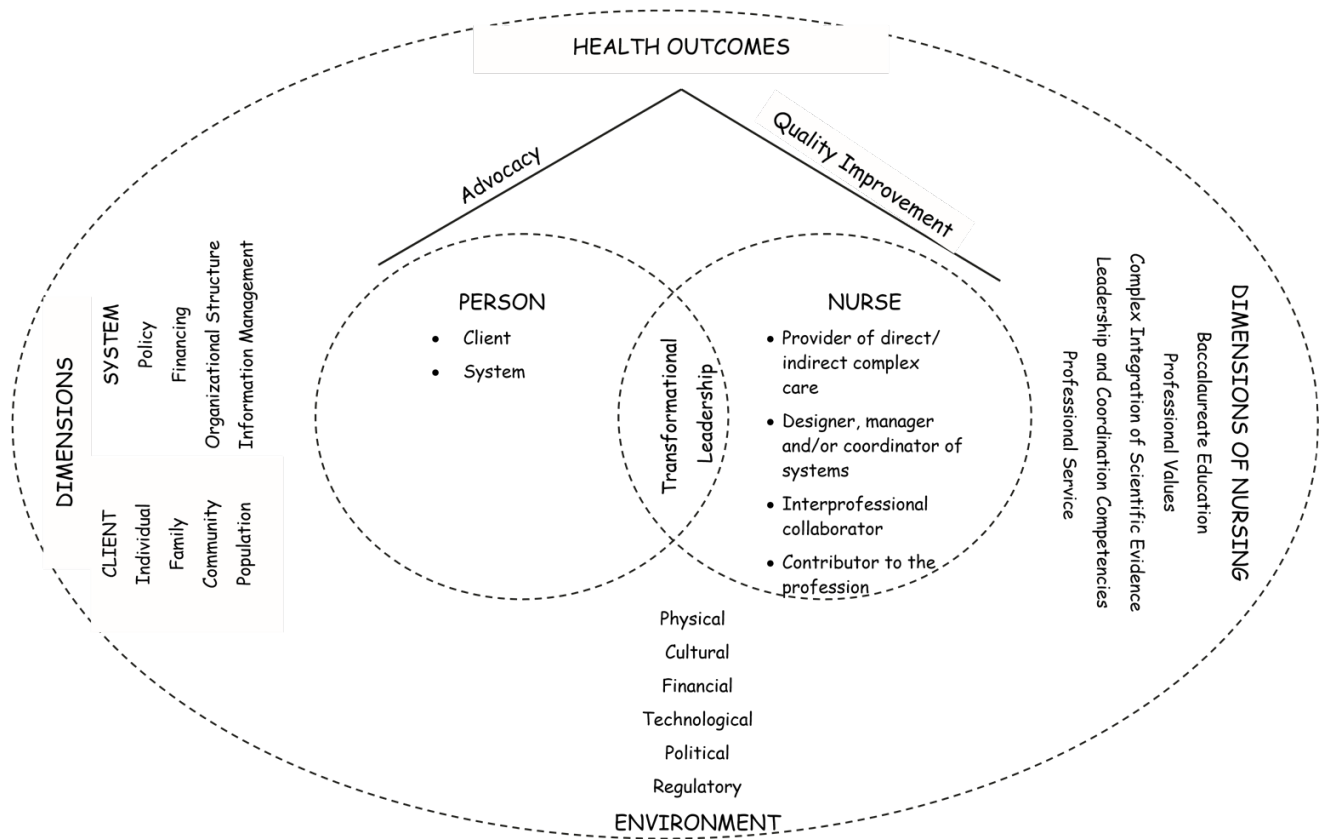 HEALTH OUTCOMES
Advocacy
Quality Improvement
DIMENSIONS
SYSTEM
Policy
Financing
Organizational Structure
Information Management
CLIENT
Individual
Family
Community
Population
PERSON
• Client
• System
Transformational
Leadership
NURSE
• Provider of direct/
indirect complex
care
• Designer, manager
and/or coordinator of
systems
• Interprofessional
collaborator
• Contributor to the
profession
DIMENSIONS OF NURSING
Baccalaureate Education
Professional Values
Complex Integration of Scientific Evidence
Leadership and Coordination Competencies
Professional Service
Physical
Cultural
Financial
Technological
Political
Regulatory
ENVIRONMENT